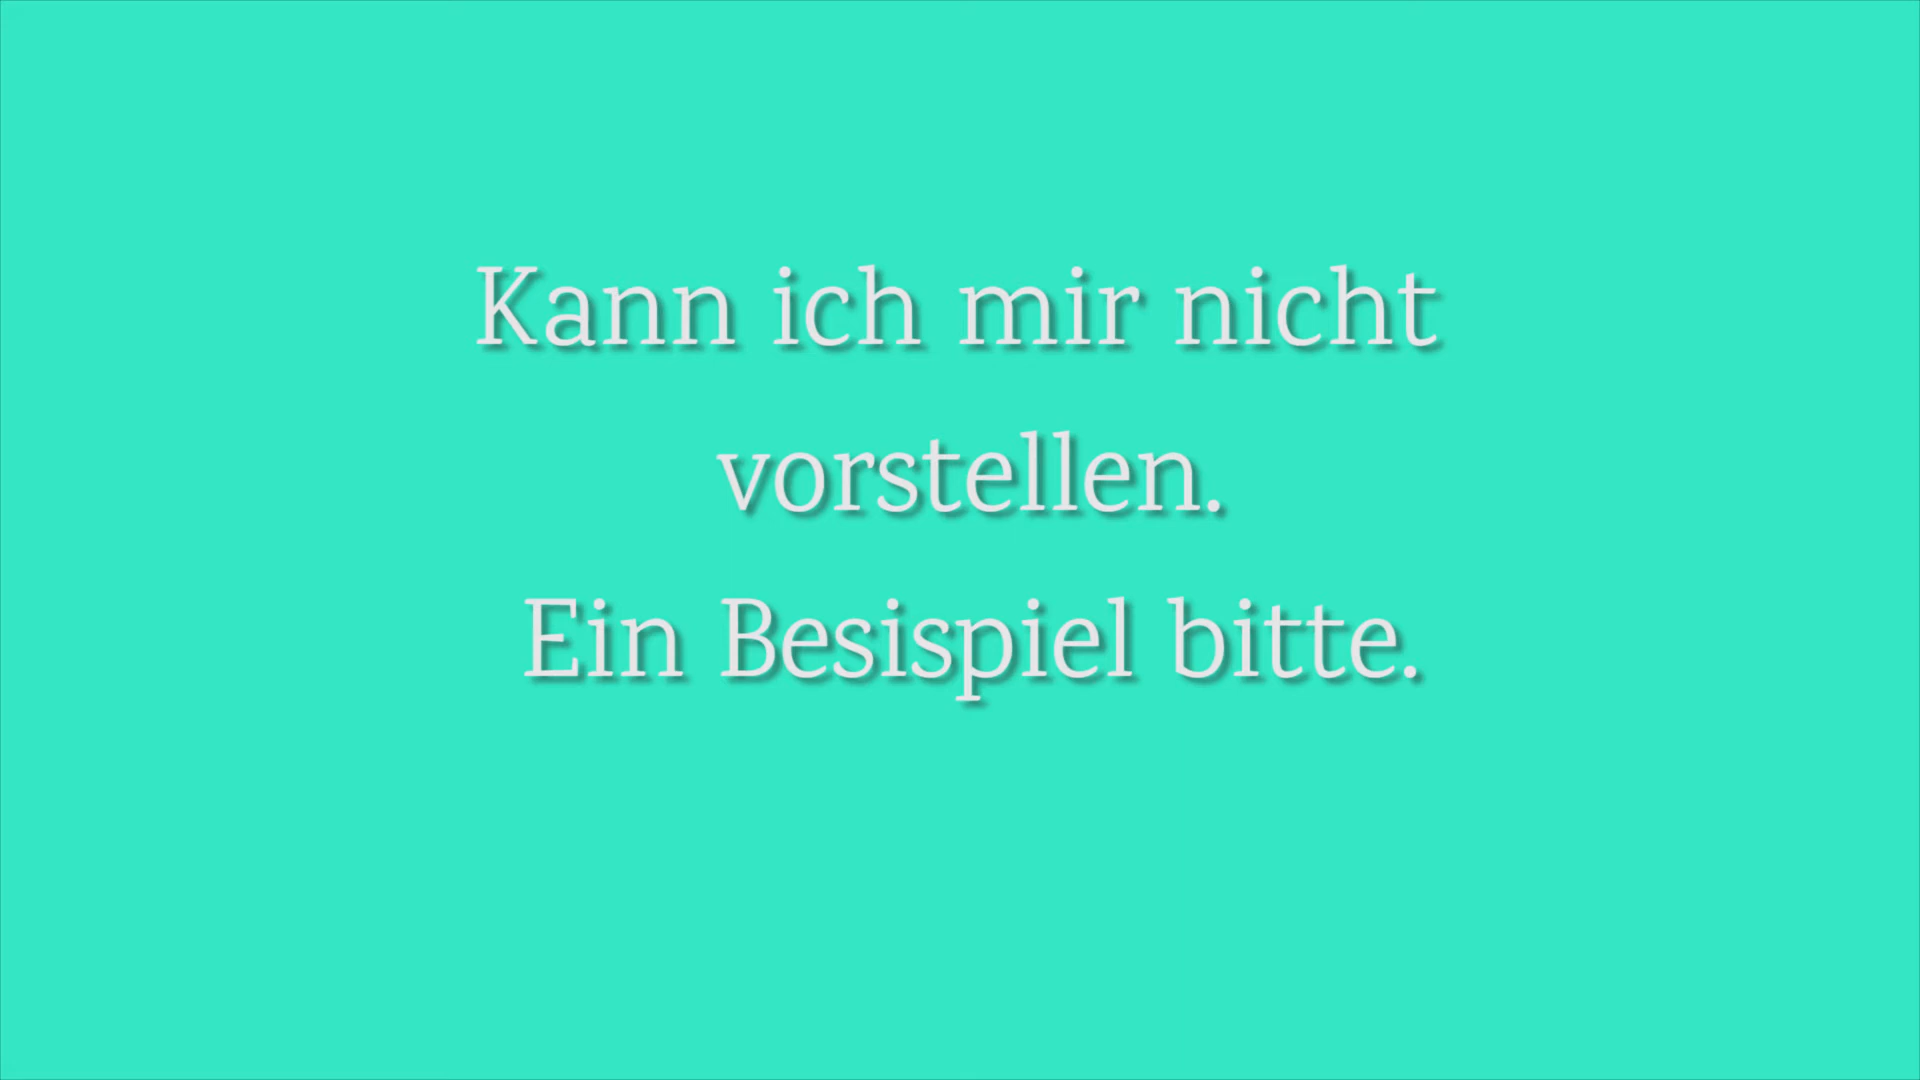 Kann ich mir nicht
vorstellen.
Ein Besispiel bitte.